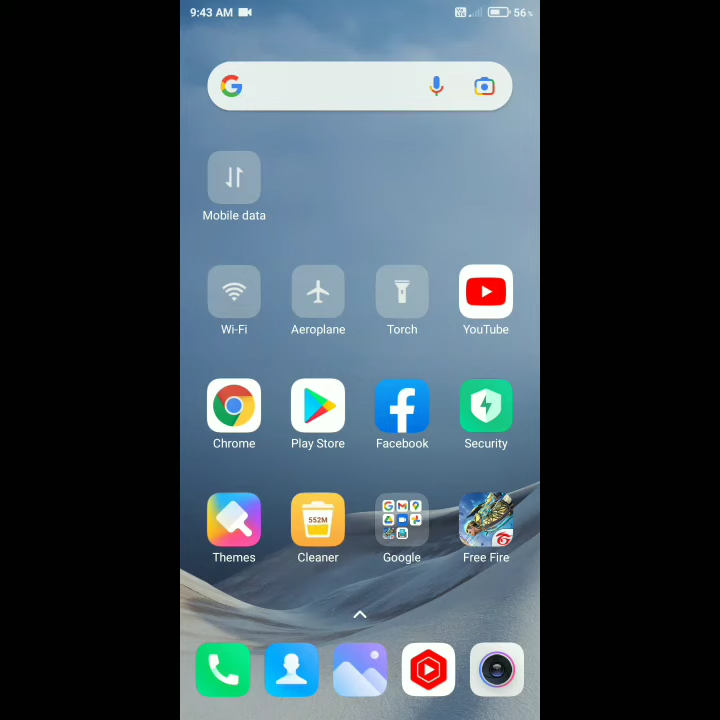 9:43 AM
56%
Mobile data
Wi-Fi
Aeroplane
Torch
YouTube
Chrome
Play Store
Facebook
Security
552M
Themes
Cleaner
Google
Free Fire